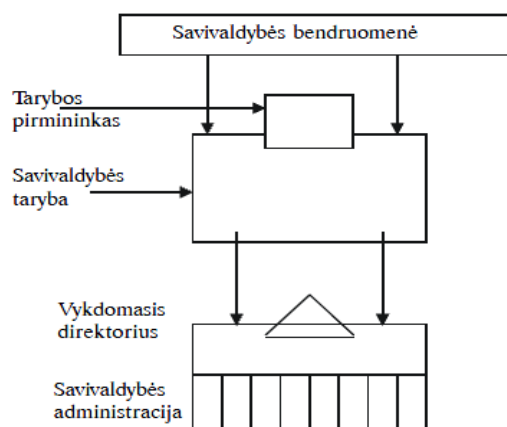 Savivaldybės bendruomenė
Tarybos
pirmininkas
Savivaldybės
taryba
Vykdomasis
direktorius
Savivaldybės
administracija